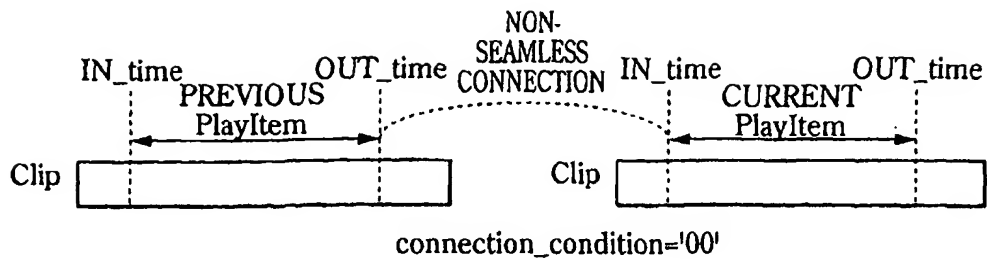 NON-
SEAMLESS
CONNECTION
IN_time
OUT_time
PREVIOUS
PlayItem
IN_time
OUT_time
CURRENT
PlayItem
Clip
Clip
connection_condition='00'